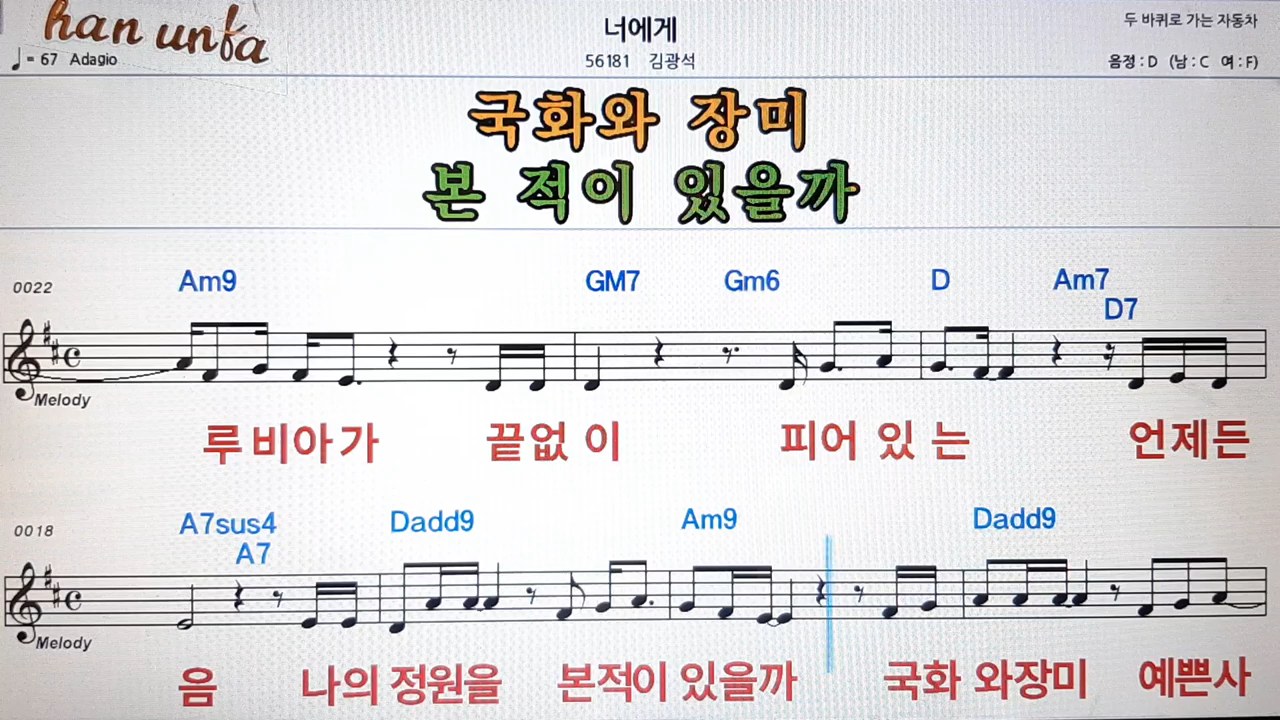 han unfa
너에게
두 바퀴로 가는 자동차
♩= 67 Adagio
56181 김광석
음정 : D (남 : C 여 : F)
국화와 장미
본 적이 있을까
0022
Am9 GM7 Gm6 D Am7
D7
Melody
루비아가 끝없 이 피어 있 는 언제든
0018
A7sus4 Dadd9 Am9 Dadd9
A7
Melody
음 나의 정원을 본적이 있을까 국화 와장미 예쁜사